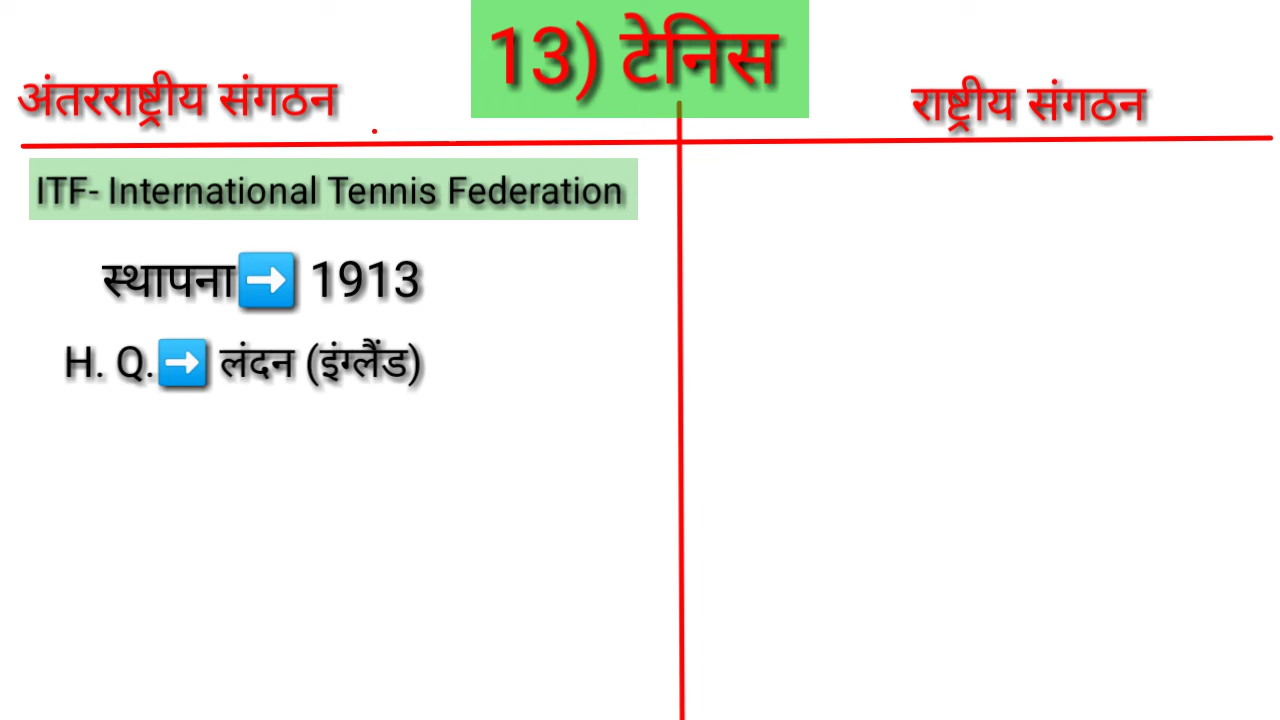 13) टेनिस
अंतरराष्ट्रीय संगठन
राष्ट्रीय संगठन
ITF- International Tennis Federation
स्थापना➡ 1913
H. Q.➡ लंदन (इंग्लैंड)